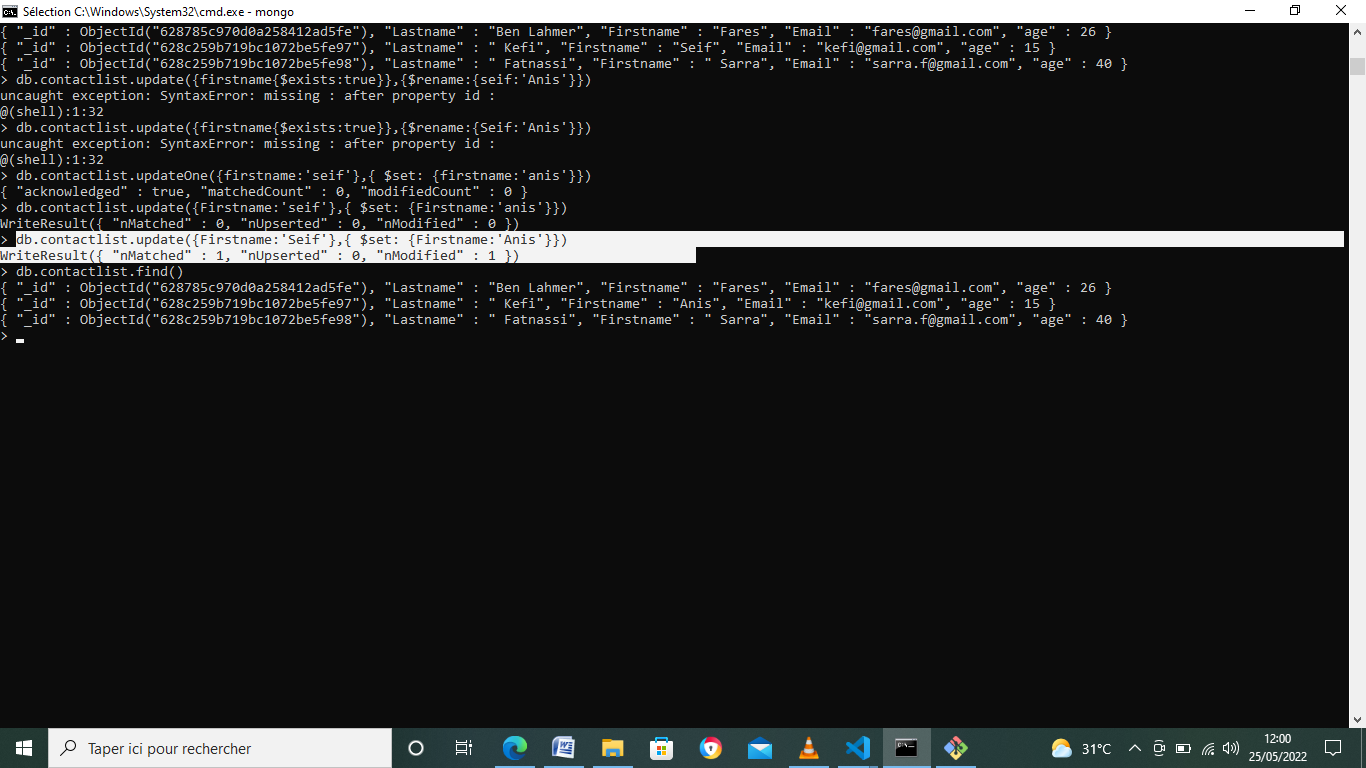 Sélection C:\Windows\System32\cmd.exe - mongo
{ "_id" : ObjectId("628785c970d0a258412ad5fe"), "Lastname" : "Ben Lahmer", "Firstname" : "Fares", "Email" : "fares@gmail.com", "age" : 26 }
{ "_id" : ObjectId("628c259b719bc1072be5fe97"), "Lastname" : " Kefi", "Firstname" : "Seif", "Email" : "kefi@gmail.com", "age" : 15 }
{ "_id" : ObjectId("628c259b719bc1072be5fe98"), "Lastname" : " Fatnassi", "Firstname" : " Sarra", "Email" : "sarra.f@gmail.com", "age" : 40 }
> db.contactlist.update({firstname{$exists:true}},{$rename:{seif:'Anis'}})
uncaught exception: SyntaxError: missing : after property id :
@(shell):1:32
> db.contactlist.update({firstname{$exists:true}},{$rename:{Seif:'Anis'}})
uncaught exception: SyntaxError: missing : after property id :
@(shell):1:32
> db.contactlist.updateOne({firstname:'seif'},{ $set: {firstname:'anis'}})
{ "acknowledged" : true, "matchedCount" : 0, "modifiedCount" : 0 }
> db.contactlist.update({Firstname:'seif'},{ $set: {Firstname:'anis'}})
WriteResult({ "nMatched" : 0, "nUpserted" : 0, "nModified" : 0 })
> db.contactlist.update({Firstname:'Seif'},{ $set: {Firstname:'Anis'}})
WriteResult({ "nMatched" : 1, "nUpserted" : 0, "nModified" : 1 })
> db.contactlist.find()
{ "_id" : ObjectId("628785c970d0a258412ad5fe"), "Lastname" : "Ben Lahmer", "Firstname" : "Fares", "Email" : "fares@gmail.com", "age" : 26 }
{ "_id" : ObjectId("628c259b719bc1072be5fe97"), "Lastname" : " Kefi", "Firstname" : "Anis", "Email" : "kefi@gmail.com", "age" : 15 }
{ "_id" : ObjectId("628c259b719bc1072be5fe98"), "Lastname" : " Fatnassi", "Firstname" : " Sarra", "Email" : "sarra.f@gmail.com", "age" : 40 }
>
Taper ici pour rechercher
31°C
12:00
25/05/2022